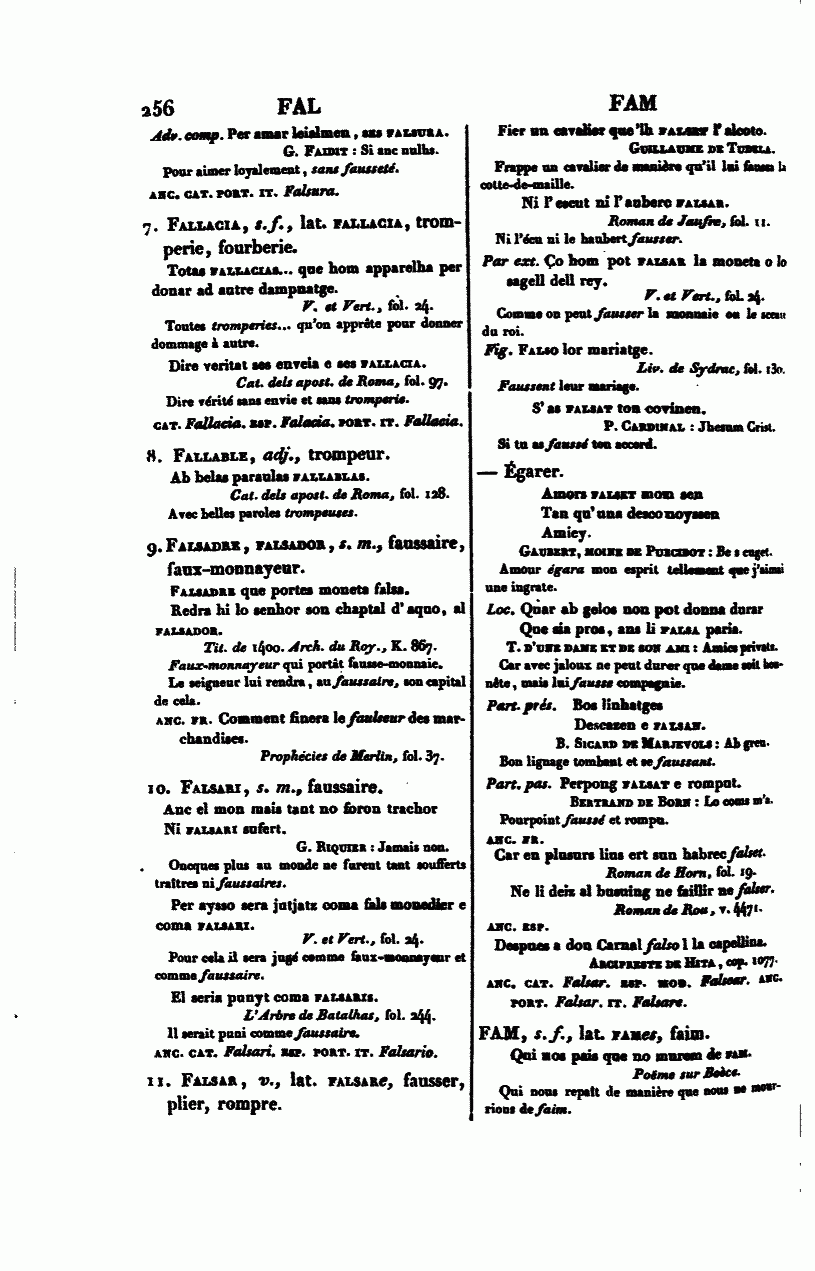 256 FAL
Adv. comp. Per amar leialmen, ses FALSURA.
G. FAIDIT : Si anc nulhs.
Pour aimer loyalement, sans fausseté.
ANC. CAT. PORT. IT. Falsura.
7. FALLACIA, s. f., lat. FALLACIA, trom-
perie, fourberie.
Totas FALLACIAS... que hom apparelha per
donar ad autre dampnatge.
V. et Vert., fol. 24.
Toutes tromperies... qu'on apprête pour donner
dommage à autre.
Dire veritat ses enveia e ses FALLACIA.
Cat. dels apost. de Roma, fol. 97.
Dire vérité sans envie et sans tromperie.
CAT. Fallacia. ESP. Falacia. PORT. IT. Fallacia.
8. FALLABLE, adj., trompeur.
Ab belas paraulas FALLABLAS.
Cat. dels apost. de Roma, fol. 128.
Avec belles paroles trompeuses.
9. FALSADRE, FALSADOR, s. m., faussaire,
faux-monnayeur.
FALSADRE que portes moneta falsa.
Redra hi lo senhor son chaptal d'aquo, al
FALSADOR.
Tit. de 1400. Arch. du Roy., K. 867.
Faux-monnayeur qui portât fausse-monnaie.
Le seigneur lui rendra, au faussaire, son capital
de cela.
ANC. FR. Comment finera le faulseur des mar-
chandises.
Prophécies de Merlin, fol. 37.
10. FALSARI, s. m., faussaire.
Anc el mon mais tant no foron trachor
Ni FALSARI sufert.
G. RIQUIER : Jamais non.
Oncques plus au monde ne furent tant soufferts
traîtres ni faussaires.
Per aysso sera jutjatz coma fals monedier e
coma FALSARI.
V. et Vert., fol. 24.
Pour cela il sera jugé comme faux-monnayeur et
comme faussaire.
El seria punyt coma FALSARIS.
L'Arbre de Batalhas, fol. 244.
Il serait puni comme faussaire.
ANC. CAT. Falsari. ESP. PORT. IT. Falsario.
11. FALSAR, v., lat. FALSARe, fausser,
plier, rompre.
FAM
Fier un cavalier que 'lh FALSET l'alcoto.
GUILLAUME DE TUDELA.
Frappe un cavalier de manière qu'il lui fausse la
cotte-de-maille.
Ni l'escut ni l'auberc FALSAR.
Roman de Jaufre, fol. 11.
Ni l'écu ni le haubert fausser.
Par ext. Ço hom pot FALSAR la moneta o lo
sagell dell rey.
V. et Vert., fol. 24.
Comme on peut fausser la monnaie ou le sceau
du roi.
Fig. FALSO lor mariatge.
Liv. de Sydrac, fol. 130.
Faussent leur mariage.
S'as FALSAT ton covinen.
P. CARDINAL : Jhesum Crist.
Si tu as faussé ton accord.
— Égarer.
Amors FALSET mon sen
Tan qu'una desconoyssen
Amiey.
GAUBERT, MOINE DE PUICIBOT : Be s cuget.
Amour égara mon esprit tellement que j'aimai
une ingrate.
Loc. Quar ab gelos non pot donna durar
Que sia pros, ans li FALSA paria.
T. D'UNE DAME ET DE SON AMI : Amics privatz.
Car avec jaloux ne peut durer que dame soit hon-
nête, mais lui fausse compagnie.
Part. prés. Bos linhatges
Descazen e FALSAN.
B. SICARD DE MARJEVOLS : Ab greu.
Bon lignage tombant et se faussant.
Part. pas. Perpong FALSAT e romput.
BERTRAND DE BORN : Lo coms m'a.
Pourpoint faussé et rompu.
ANC. FR.
Car en plusurs lius ert sun habrec falset.
Roman de Horn, fol. 19.
Ne li deiz al buening ne faillir ne falser.
Roman de Rou, v. 4471.
ANC. ESP.
Despues a don Carnal falso l la capellina.
ARCIPRESTE DE HITA, cop. 1077.
ANC. CAT. Falsar. ESP. MOD. Falsear. ANC.
PORT. Falsar. IT. Falsare.
FAM, s. f., lat. FAMes, faim.
Qui nos pais que no murem de FAM.
Poëme sur Boèce.
Qui nous repaît de manière que nous ne mour-
rions de faim.